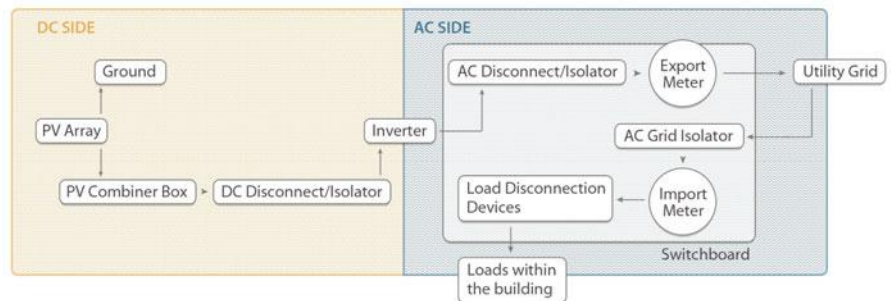 DC SIDE
AC SIDE
Ground
PV Array
PV Combiner Box
DC Disconnect/Isolator
Inverter
AC Disconnect/Isolator
Export
Meter
Utility Grid
AC Grid Isolator
Import
Meter
Load Disconnection
Devices
Switchboard
Loads within
the building